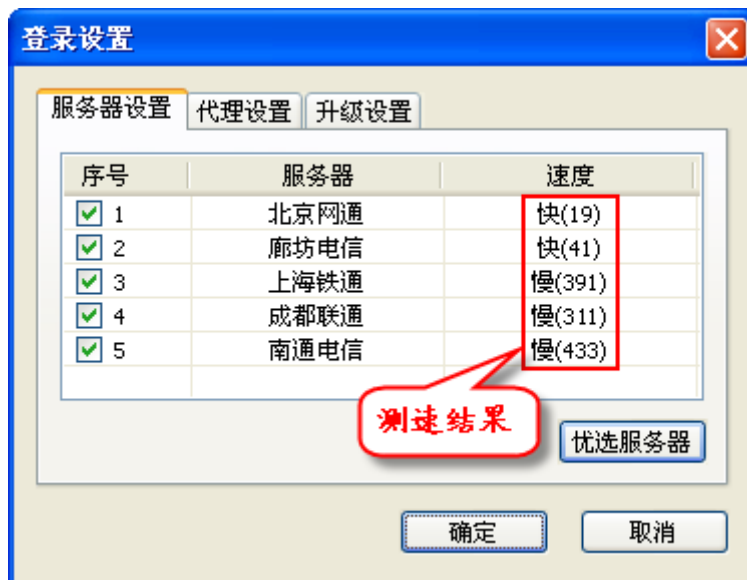 登录设置
服务器设置 代理设置 升级设置
序号 服务器 速度
1 北京网通 快(19)
2 廊坊电信 快(41)
3 上海铁通 慢(391)
4 成都联通 慢(311)
5 南通电信 慢(433)
测速结果
优选服务器
确定 取消